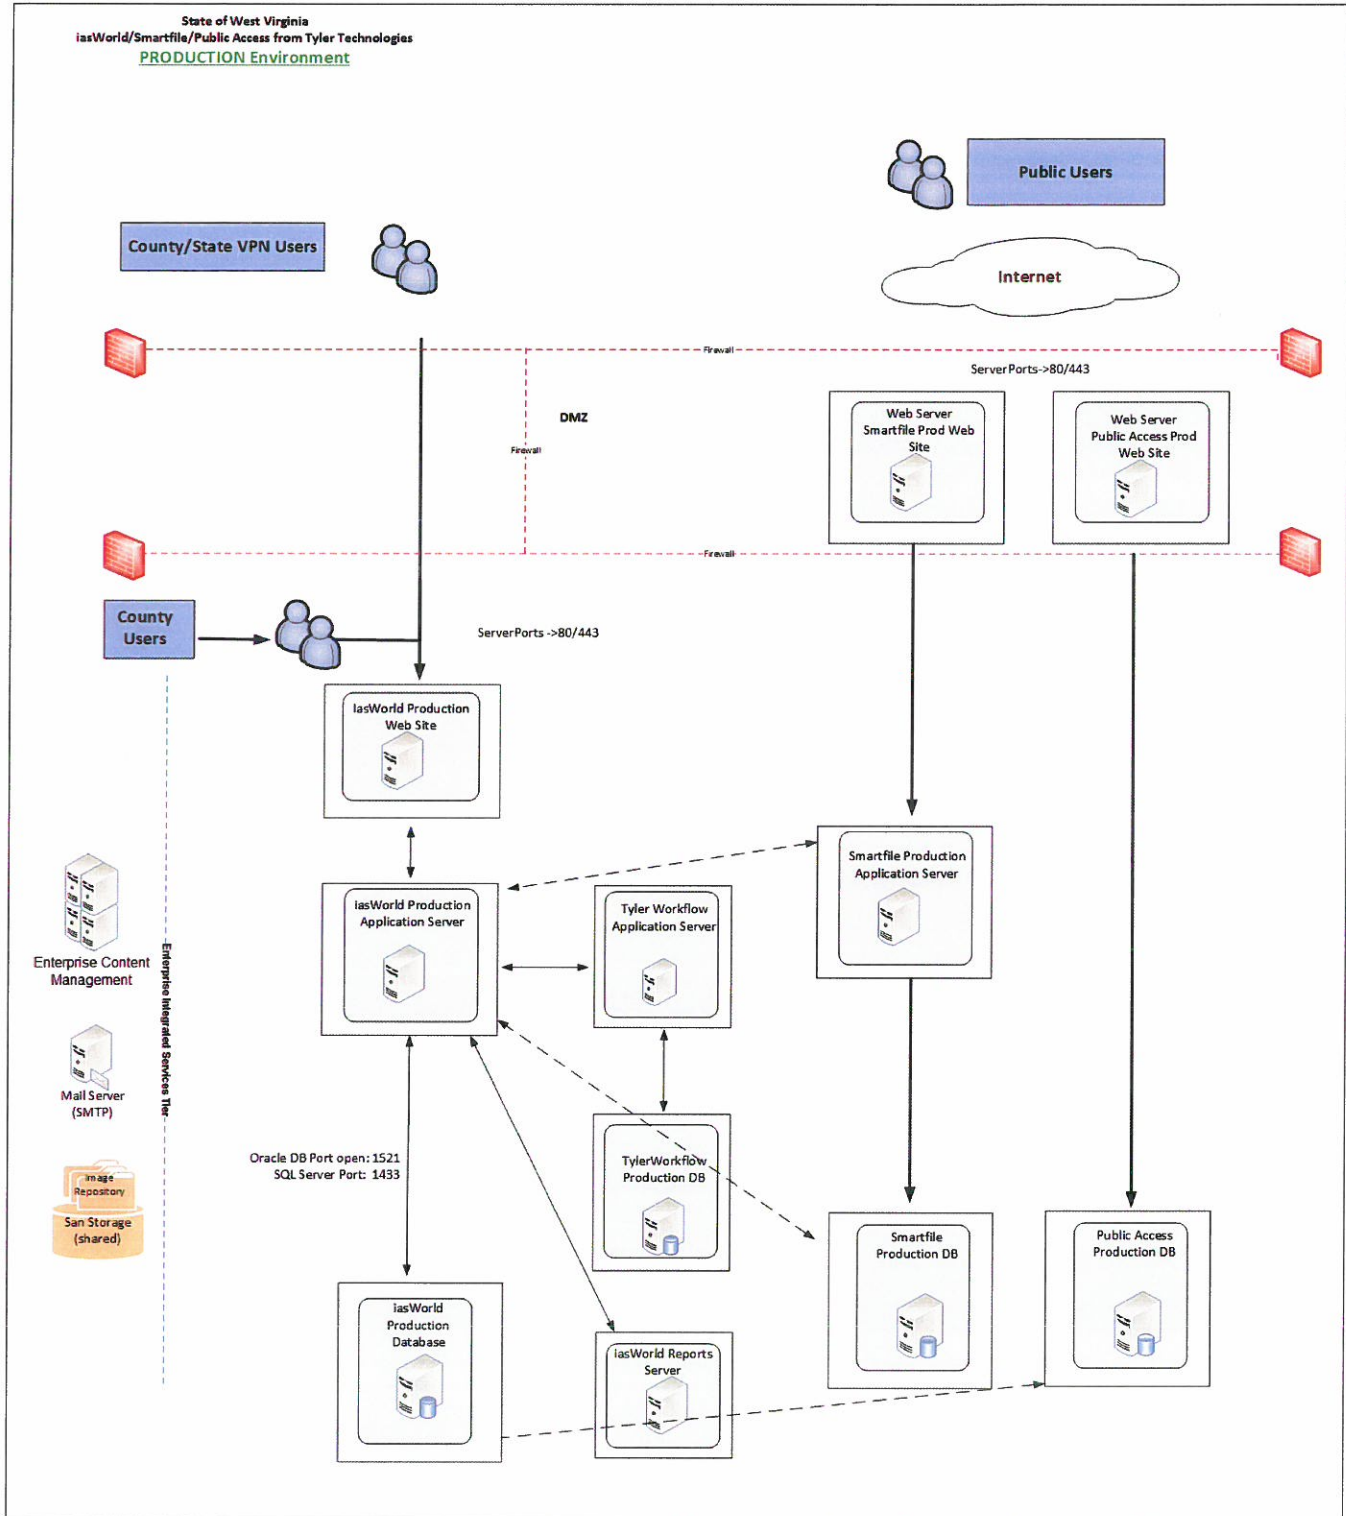 State of West Virginia
iasWorld/Smartfile/Public Access from Tyler Technologies
PRODUCTION Environment
Public Users
County/State VPN Users
Internet
Firewall
ServerPorts->80/443
DMZ
Firewall
Web Server
Smartfile Prod Web
Site
Web Server
Public Access Prod
Web Site
Firewall
County
Users
ServerPorts ->80/443
IasWorld Production
Web Site
Smartfile Production
Application Server
iasWorld Production
Application Server
Tyler Workflow
Application Server
Enterprise Content
Management
Enterprise Integrated Services Tier
Mail Server
(SMTP)
Oracle DB Port open: 1521
SQL Server Port: 1433
TylerWorkflow
Production DB
Image
Repository
San Storage
(shared)
Smartfile
Production DB
Public Access
Production DB
iasWorld
Production
Database
iasWorld Reports
Server